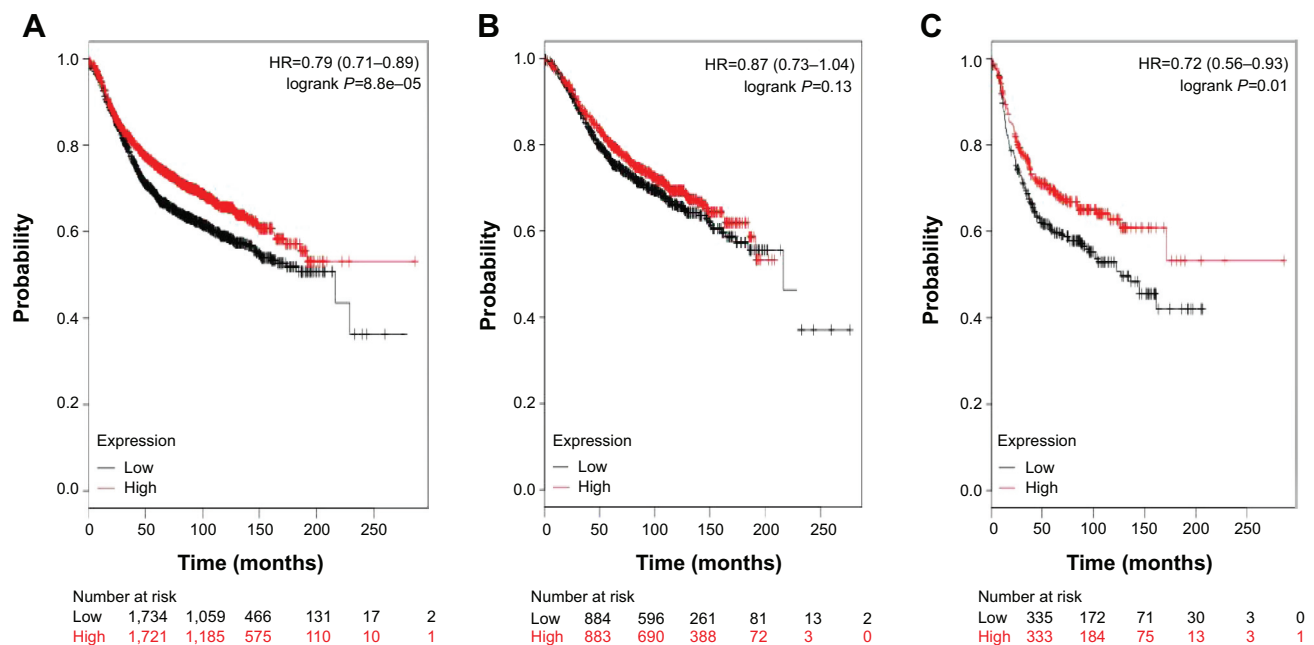 A
HR=0.79 (0.71–0.89)
logrank P=8.8e–05
Probability
1.0
0.8
0.6
0.4
0.2
0.0
Expression
Low
High
0 50 100 150 200 250
Time (months)
Number at risk
Low 1,734 1,059 466 131 17 2
High 1,721 1,185 575 110 10 1
B
HR=0.87 (0.73–1.04)
logrank P=0.13
Probability
1.0
0.8
0.6
0.4
0.2
0.0
Expression
Low
High
0 50 100 150 200 250
Time (months)
Number at risk
Low 884 596 261 81 13 2
High 883 690 388 72 3 0
C
HR=0.72 (0.56–0.93)
logrank P=0.01
Probability
1.0
0.8
0.6
0.4
0.2
0.0
Expression
Low
High
0 50 100 150 200 250
Time (months)
Number at risk
Low 335 172 71 30 3 0
High 333 184 75 13 3 1